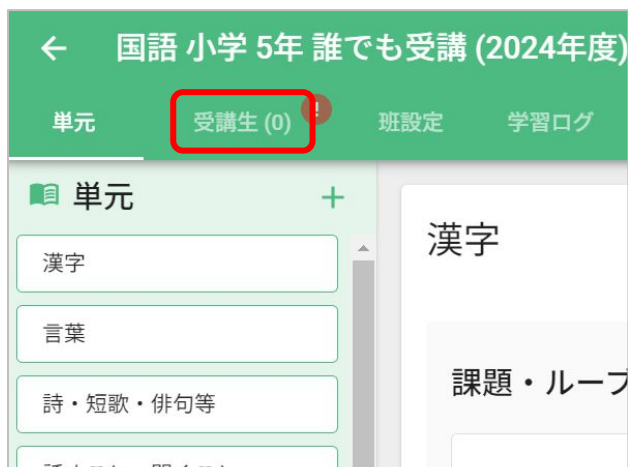 ← 国語 小学 5年 誰でも受講 (2024年度)
単元 受講生 (0) ! 班設定 学習ログ
単元 +
漢字
漢字
言葉
課題・ルーブ
詩・短歌・俳句等